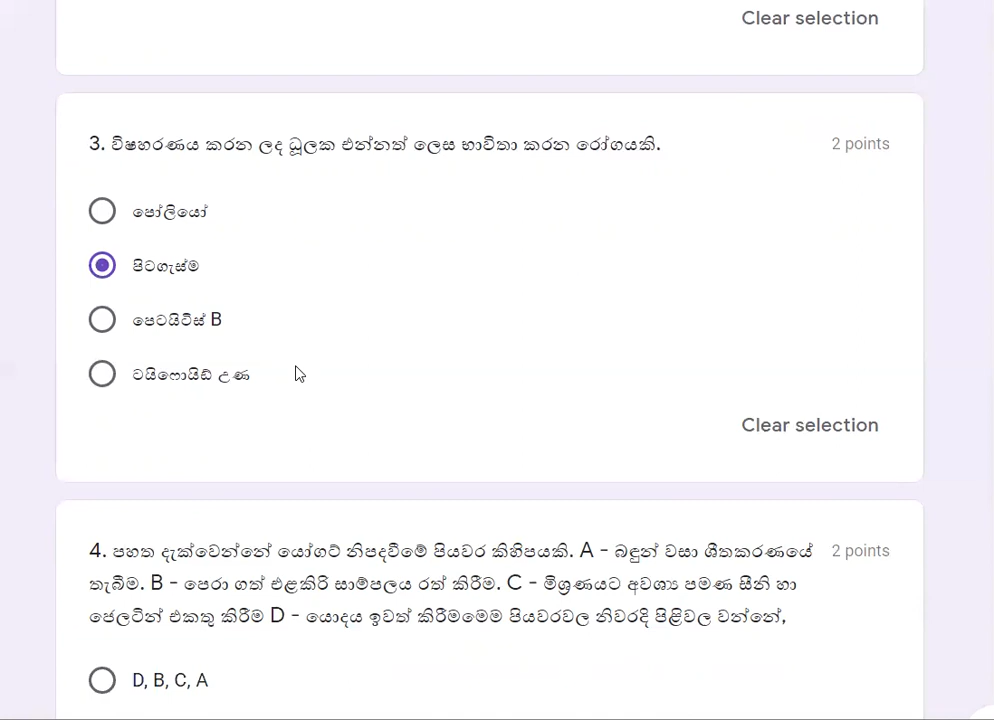 Clear selection
3. විෂහරණය කරන ලද ධූලක එන්නත් ලෙස භාවිතා කරන රෝගයකි.
2 points
පෝලියෝ
පිටගැස්ම
පෙටයිටිස් B
ටයිෆොයිඩ් උණ
Clear selection
4. පහත දැක්වෙන්නේ යෝගට් නිපදවීමේ පියවර කිහිපයකි. A - බඳුන් වසා ශීතකරණයේ
2 points
තැබීම. B - පෙරා ගත් එළකිරි සාම්පලය රත් කිරීම. C - මිශ්‍රණයට අවශ්‍ය පමණ සීනි හා
ජෙලටින් එකතු කිරීම D - යොදය ඉවත් කිරීමමෙම පියවරවල නිවරදි පිළිවල වන්නේ,
D, B, C, A